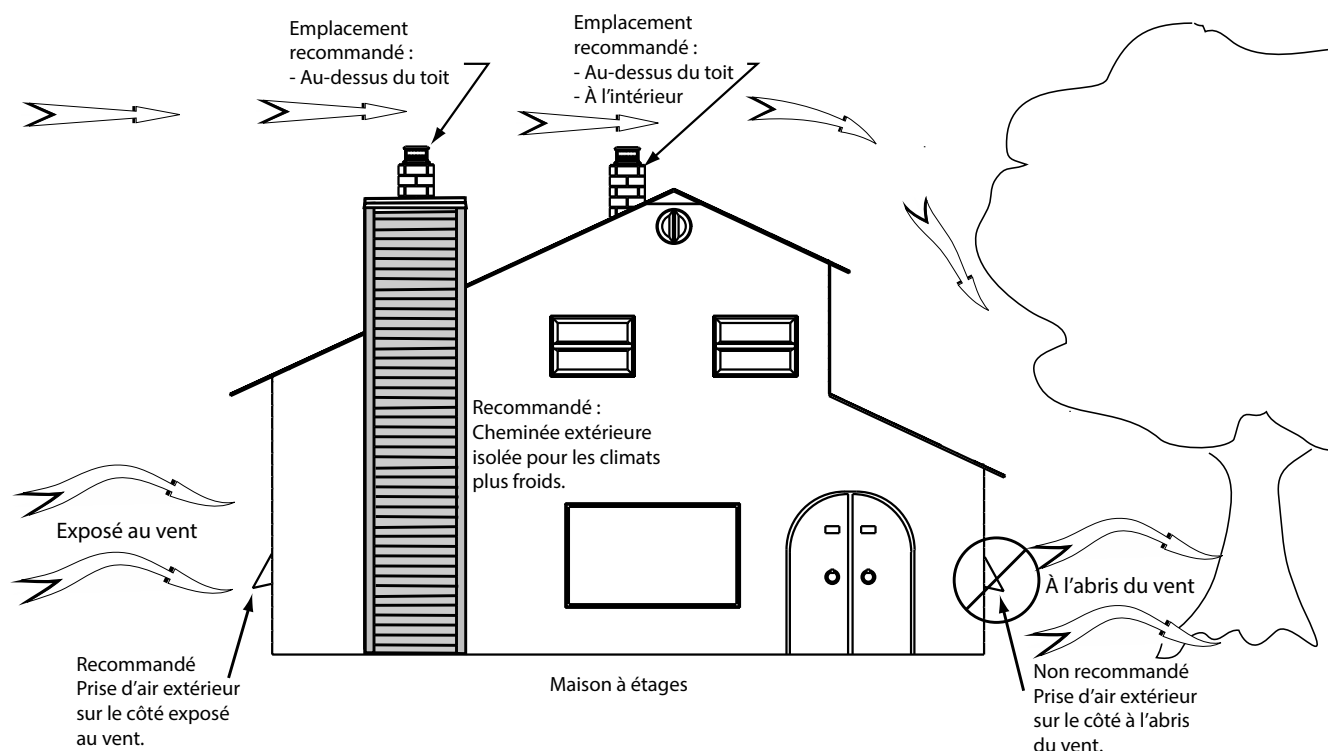 Emplacement
recommandé :
- Au-dessus du toit
Emplacement
recommandé :
- Au-dessus du toit
- À l'intérieur
Recommandé :
Cheminée extérieure
isolée pour les climats
plus froids.
Exposé au vent
À l'abris du vent
Recommandé
Prise d'air extérieur
sur le côté exposé
au vent.
Maison à étages
Non recommandé
Prise d'air extérieur
sur le côté à l'abris
du vent.